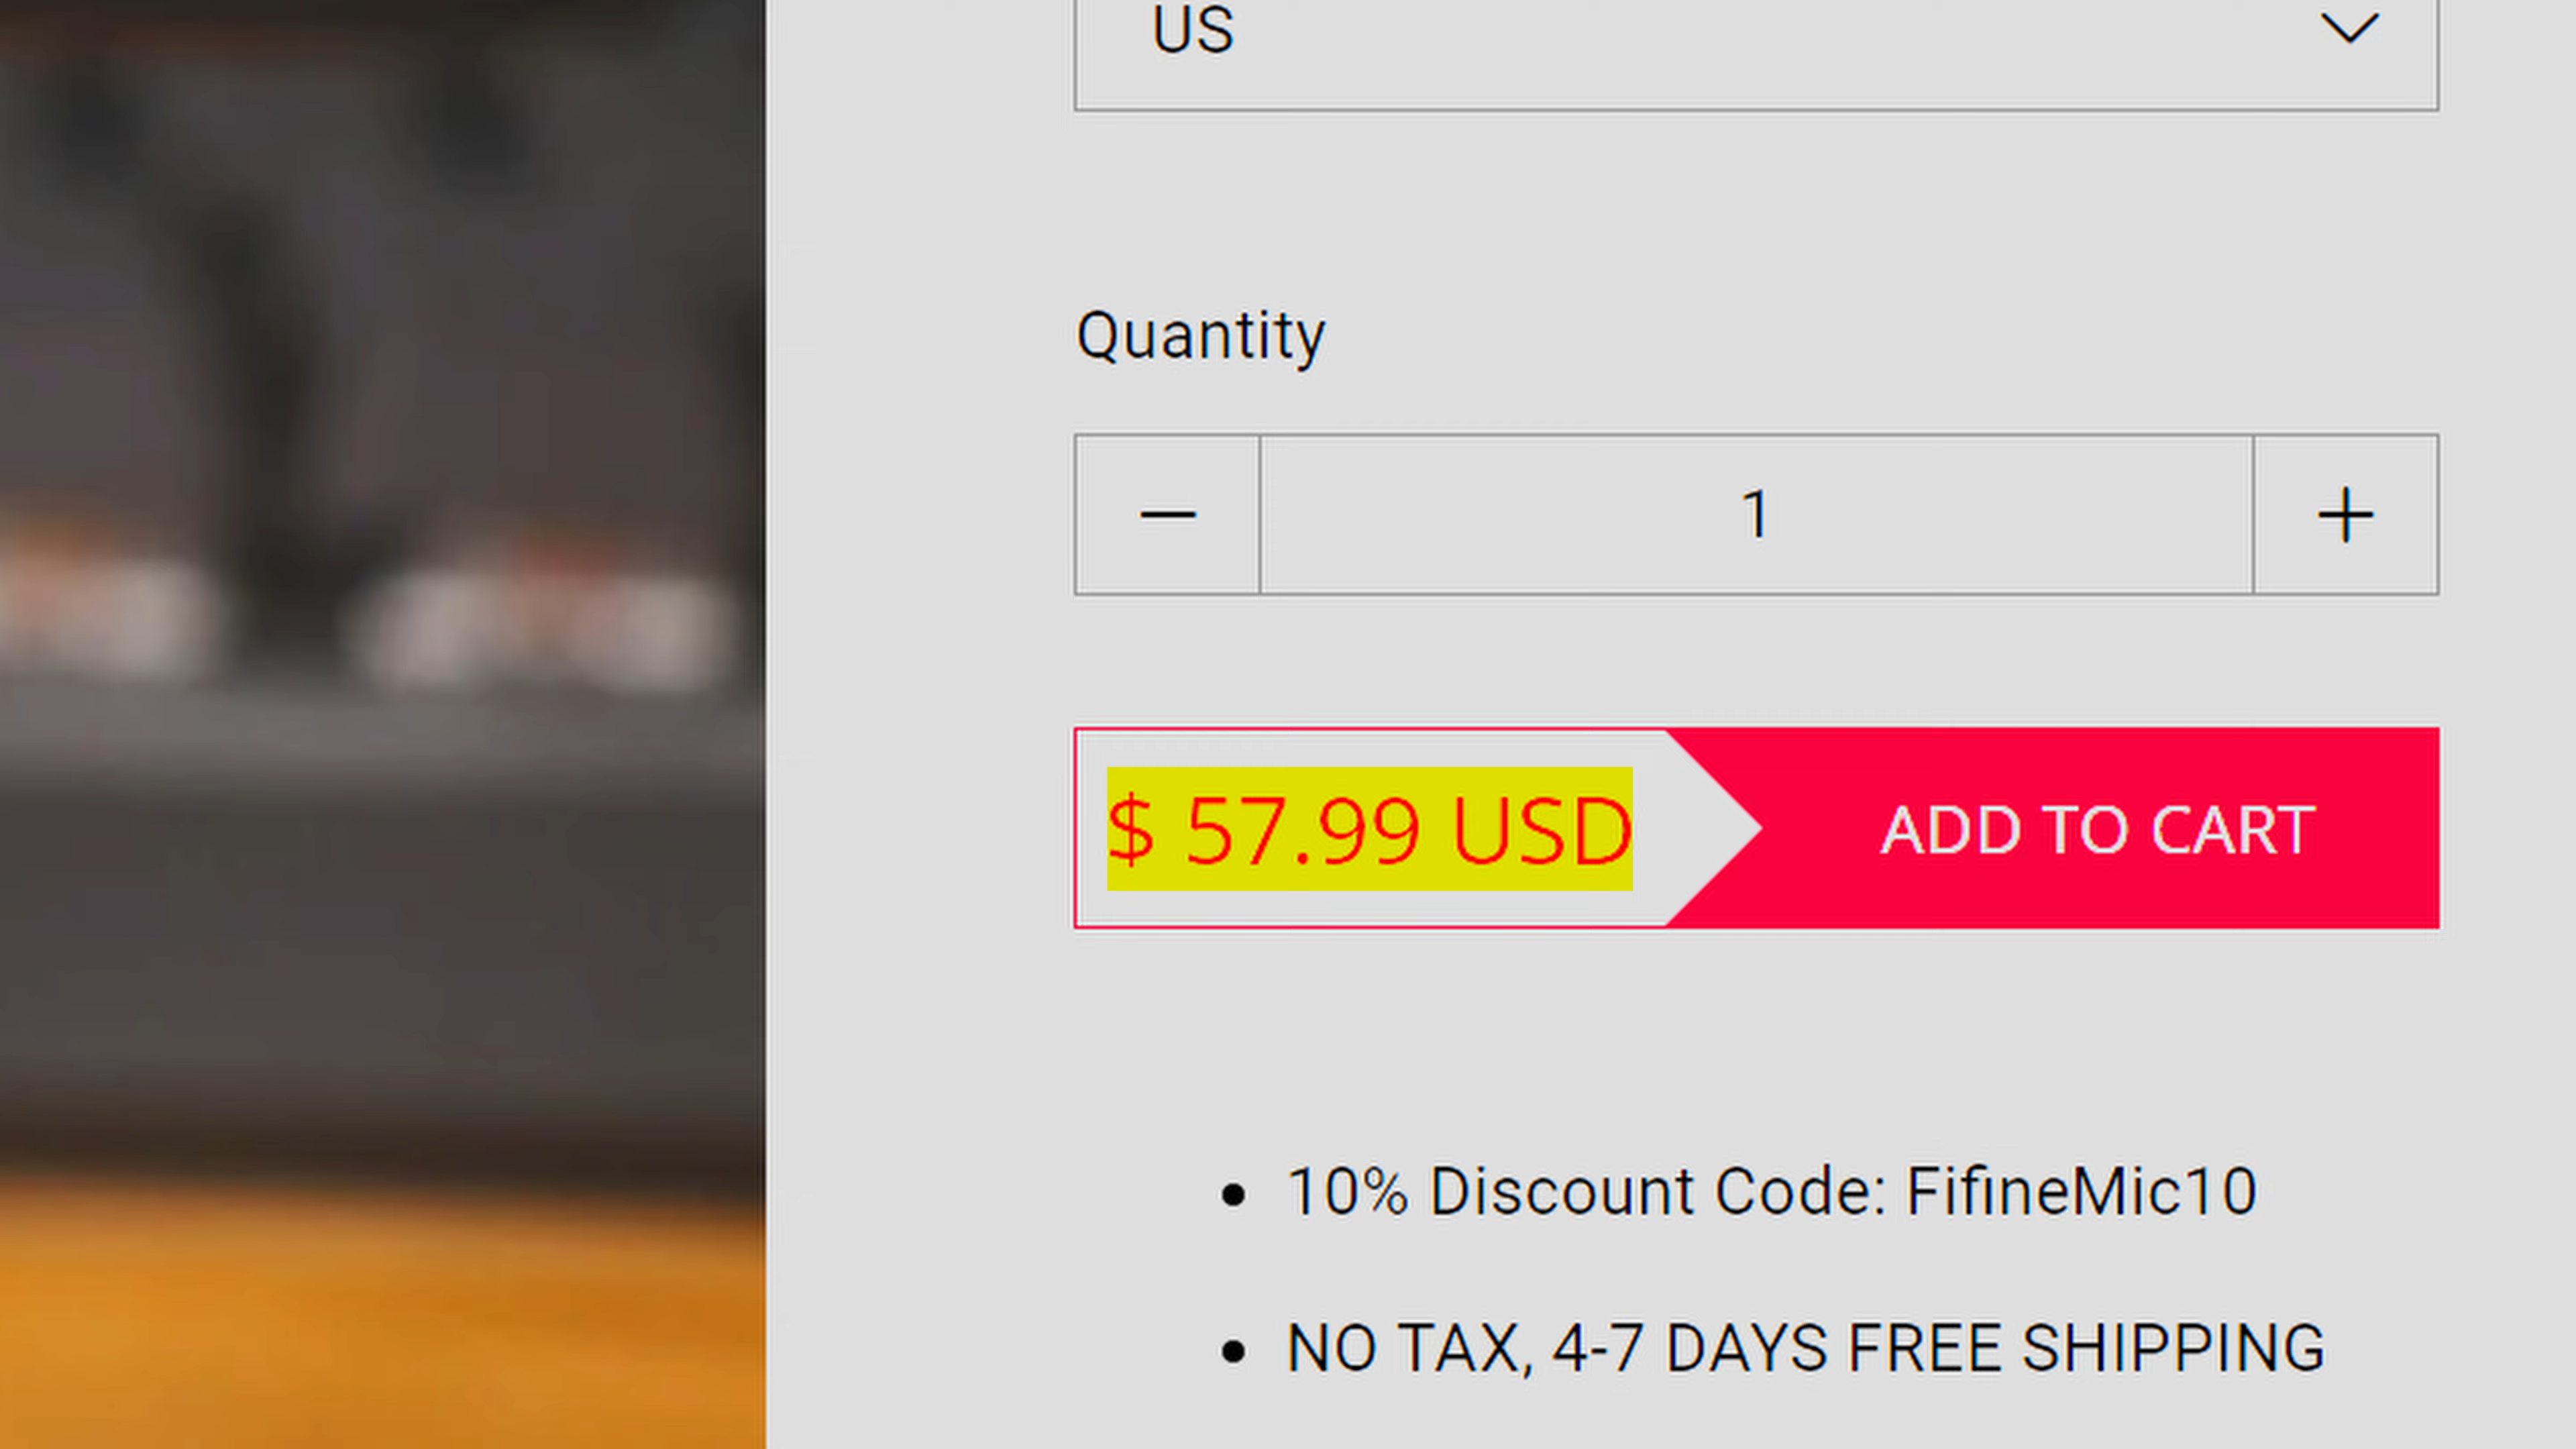 US
Quantity
1
$ 57.99 USD
ADD TO CART
10% Discount Code: FifineMic10
NO TAX, 4-7 DAYS FREE SHIPPING